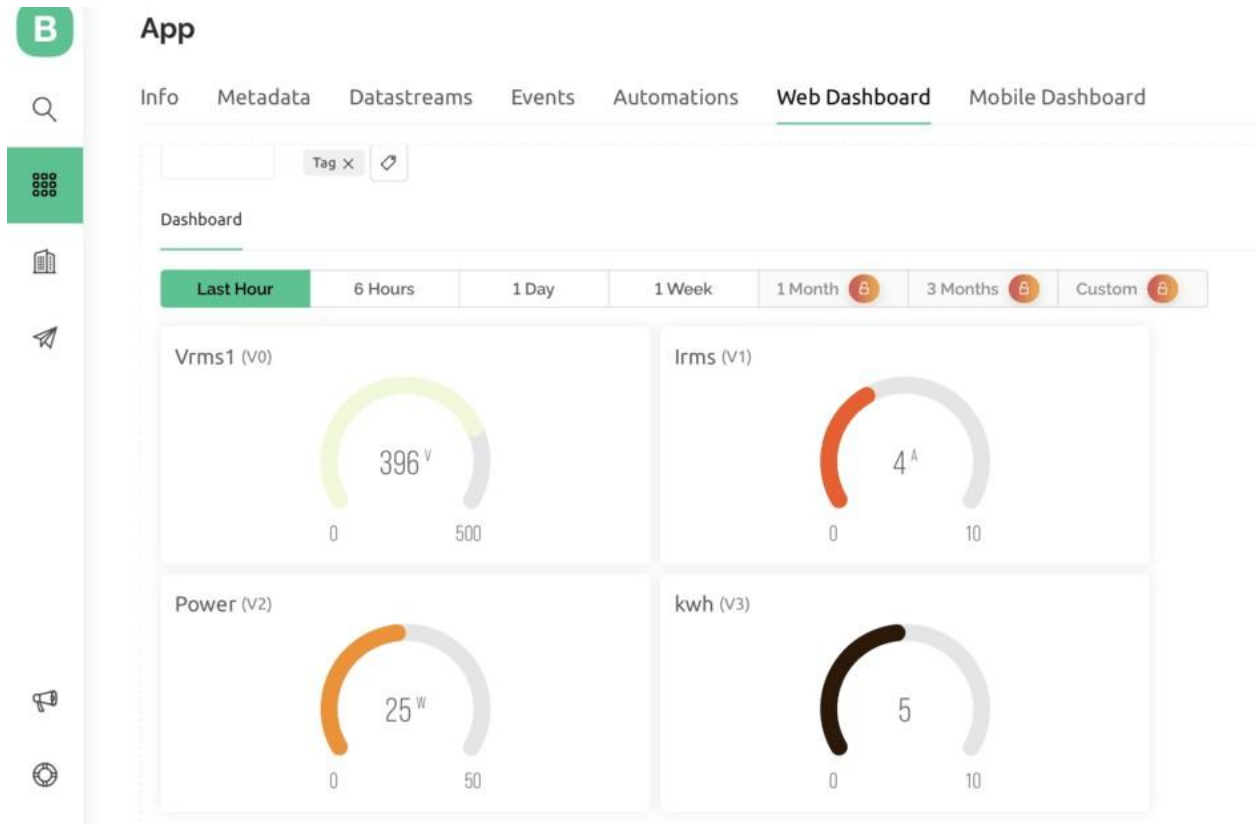 B
App
Info Metadata Datastreams Events Automations Web Dashboard Mobile Dashboard
Tag ×
Dashboard
Last Hour 6 Hours 1 Day 1 Week 1 Month 3 Months Custom
Vrms1 (V0)
396 V
0 500
Irms (V1)
4 A
0 10
Power (V2)
25 W
0 50
kwh (V3)
5
0 10